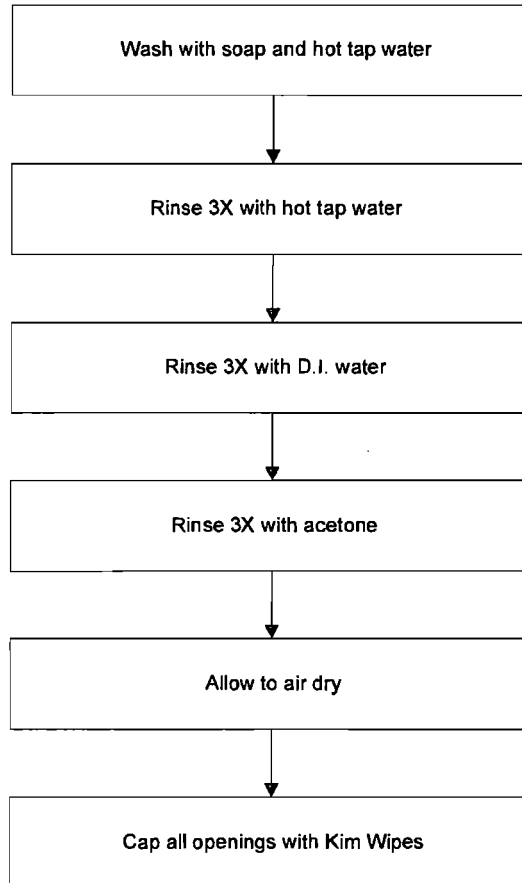 Wash with soap and hot tap water
Rinse 3X with hot tap water
Rinse 3X with D.I. water
Rinse 3X with acetone
Allow to air dry
Cap all openings with Kim Wipes